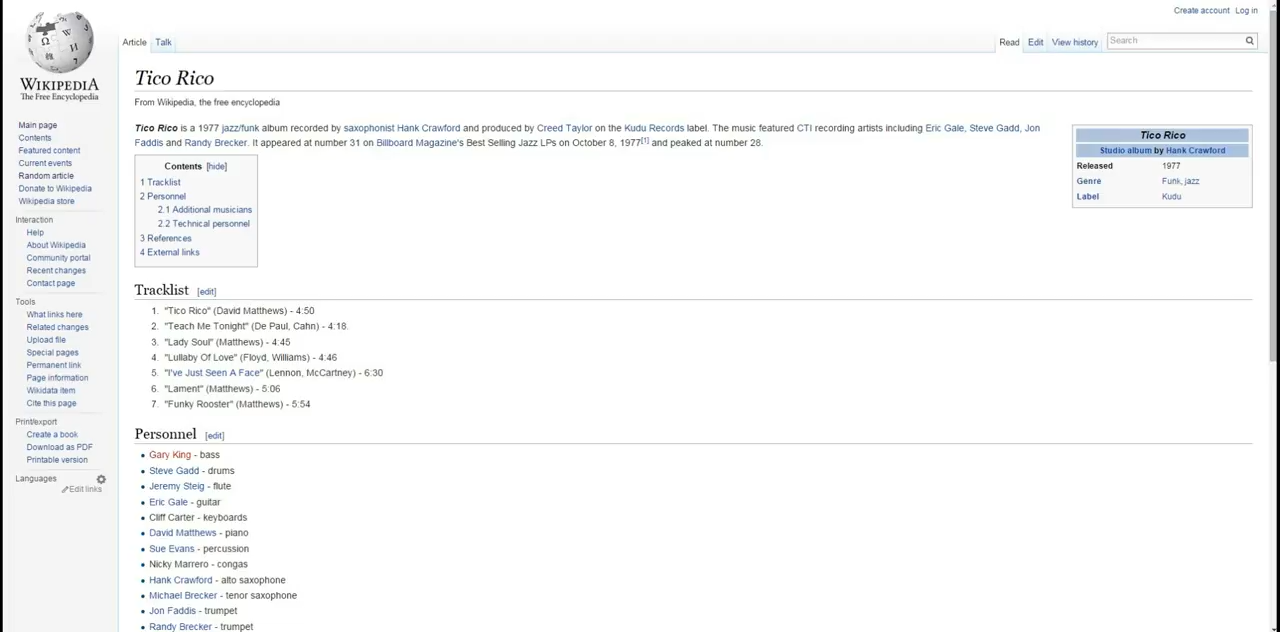 Create account Log in
Article Talk
Read Edit View history Search
WIKIPEDIA
The Free Encyclopedia
Main page
Contents
Featured content
Current events
Random article
Donate to Wikipedia
Wikipedia store
Interaction
Help
About Wikipedia
Community portal
Recent changes
Contact page
Tools
What links here
Related changes
Upload file
Special pages
Permanent link
Page information
Wikidata item
Cite this page
Print/export
Create a book
Download as PDF
Printable version
Languages
Edit links
Tico Rico
From Wikipedia, the free encyclopedia
Tico Rico is a 1977 jazz/funk album recorded by saxophonist Hank Crawford and produced by Creed Taylor on the Kudu Records label. The music featured CTI recording artists including Eric Gale, Steve Gadd, Jon
Faddis and Randy Brecker. It appeared at number 31 on Billboard Magazine's Best Selling Jazz LPs on October 8, 1977[1] and peaked at number 28.
Tico Rico
Studio album by Hank Crawford
Released 1977
Genre Funk, jazz
Label Kudu
Contents [hide]
1 Tracklist
2 Personnel
2.1 Additional musicians
2.2 Technical personnel
3 References
4 External links
Tracklist [edit]
1. "Tico Rico" (David Matthews) - 4:50
2. "Teach Me Tonight" (De Paul, Cahn) - 4:18.
3. "Lady Soul" (Matthews) - 4:45
4. "Lullaby Of Love" (Floyd, Williams) - 4:46
5. "I've Just Seen A Face" (Lennon, McCartney) - 6:30
6. "Lament" (Matthews) - 5:06
7. "Funky Rooster" (Matthews) - 5:54
Personnel [edit]
Gary King - bass
Steve Gadd - drums
Jeremy Steig - flute
Eric Gale - guitar
Cliff Carter - keyboards
David Matthews - piano
Sue Evans - percussion
Nicky Marrero - congas
Hank Crawford - alto saxophone
Michael Brecker - tenor saxophone
Jon Faddis - trumpet
Randy Brecker - trumpet